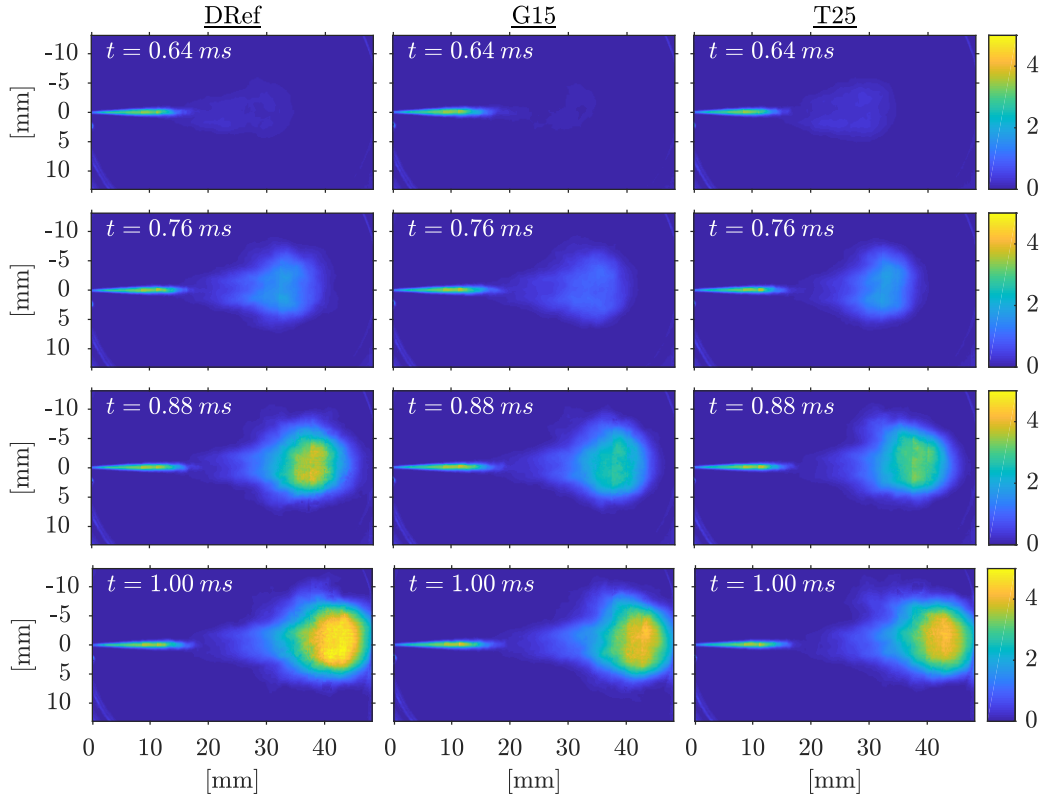 DRef G15 T25
-10 t = 0.64 ms t = 0.64 ms t = 0.64 ms 4
-5
[mm] 0 2
5
10 0
-10 t = 0.76 ms t = 0.76 ms t = 0.76 ms 4
-5
[mm] 0 2
5
10 0
-10 t = 0.88 ms t = 0.88 ms t = 0.88 ms 4
-5
[mm] 0 2
5
10 0
-10 t = 1.00 ms t = 1.00 ms t = 1.00 ms 4
-5
[mm] 0 2
5
10 0
0 10 20 30 40 0 10 20 30 40 0 10 20 30 40
[mm] [mm] [mm]